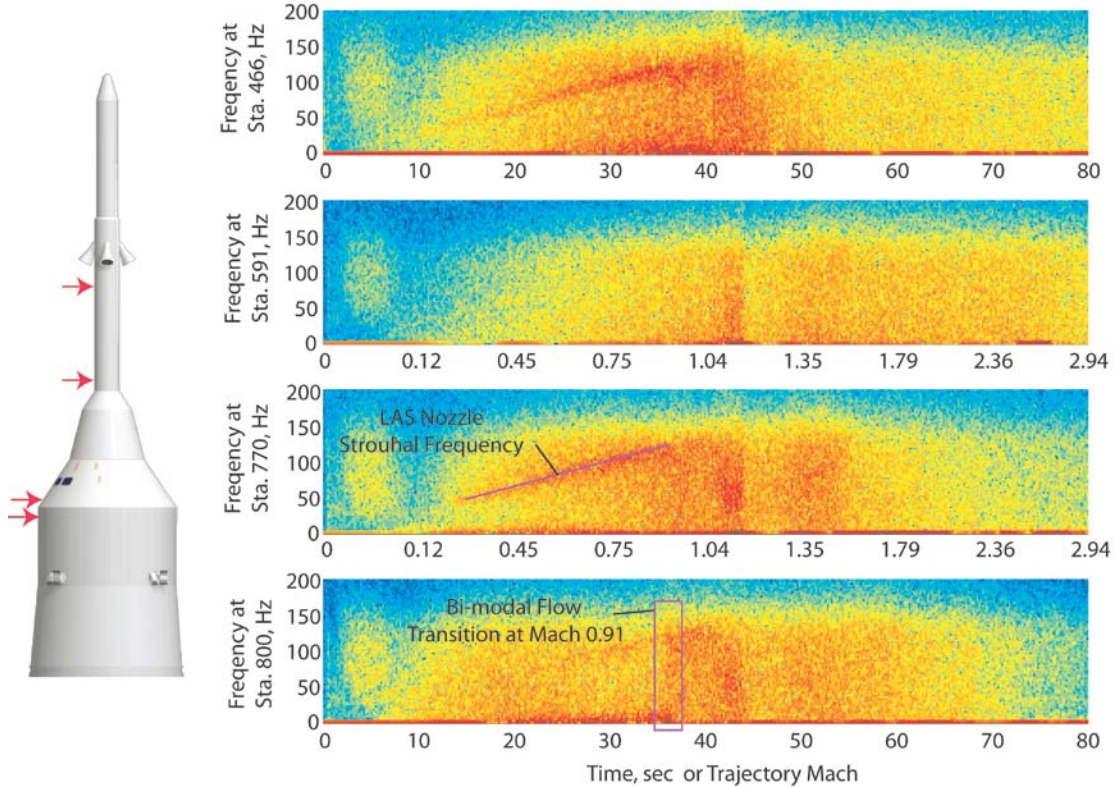 Freqency at
Sta. 466, Hz
200
150
100
50
0
0 10 20 30 40 50 60 70 80
Freqency at
Sta. 591, Hz
200
150
100
50
0
0 0.12 0.45 0.75 1.04 1.35 1.79 2.36 2.94
Freqency at
Sta. 770, Hz
200
150
100
50
0
LAS Nozzle
Strouhal Frequency
0 0.12 0.45 0.75 1.04 1.35 1.79 2.36 2.94
Freqency at
Sta. 800, Hz
200
150
100
50
0
Bi-modal Flow
Transition at Mach 0.91
0 10 20 30 40 50 60 70 80
Time, sec or Trajectory Mach